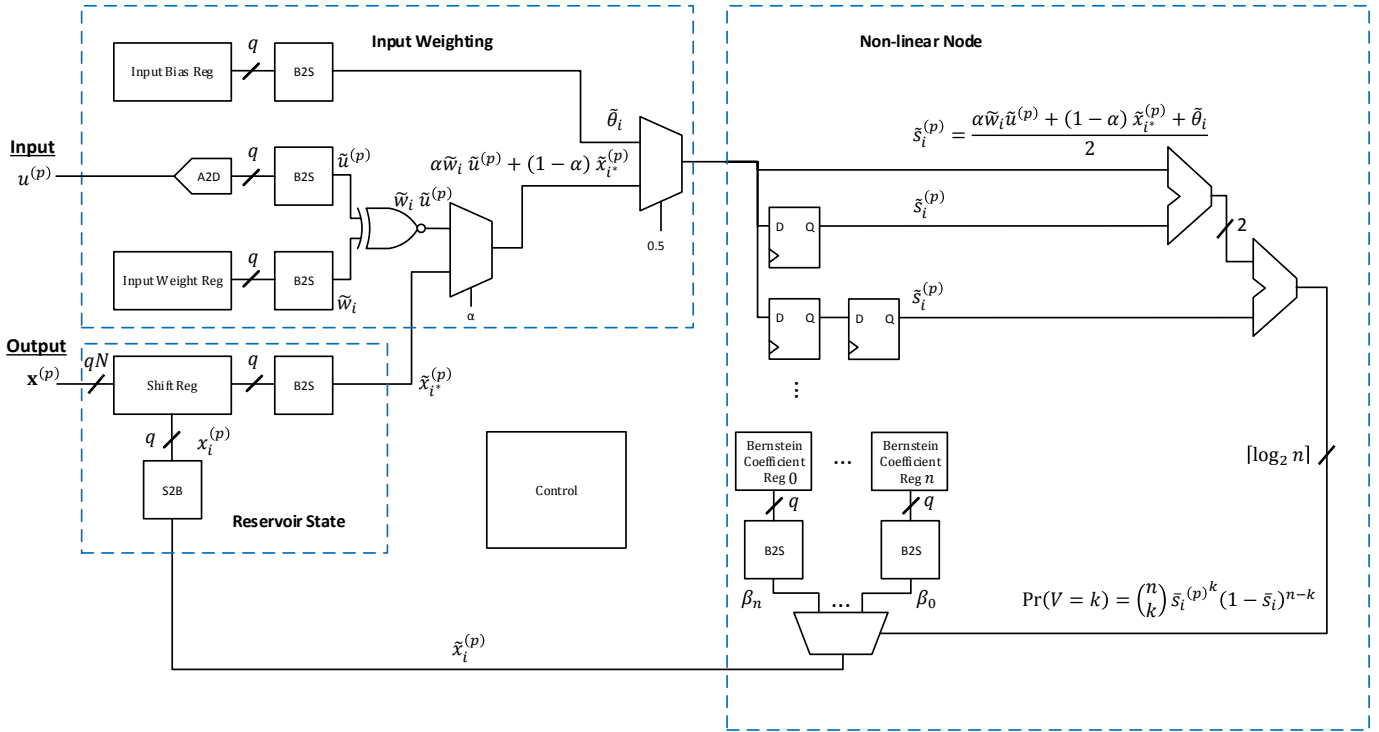 Input Weighting
Non-linear Node
Input Bias Reg
q
B2S
θ̃ᵢ
s̃ᵢ⁽ᵖ⁾ = (αw̃ᵢũ⁽ᵖ⁾ + (1 − α) x̃ᵢ*⁽ᵖ⁾ + θ̃ᵢ) / 2
Input
u⁽ᵖ⁾
A2D
q
B2S
ũ⁽ᵖ⁾
αw̃ᵢ ũ⁽ᵖ⁾ + (1 − α) x̃ᵢ*⁽ᵖ⁾
w̃ᵢ ũ⁽ᵖ⁾
0.5
D Q
s̃ᵢ⁽ᵖ⁾
2
Input Weight Reg
q
B2S
w̃ᵢ
α
D Q
D Q
s̃ᵢ⁽ᵖ⁾
Output
x⁽ᵖ⁾
qN
Shift Reg
q
B2S
x̃ᵢ*⁽ᵖ⁾
⋮
q
xᵢ⁽ᵖ⁾
S2B
Reservoir State
Control
Bernstein
Coefficient
Reg 0
...
Bernstein
Coefficient
Reg n
⌈log₂ n⌉
q
q
B2S
B2S
βₙ
...
β₀
Pr(V = k) = (n k) s̄ᵢ⁽ᵖ⁾ᵏ(1 − s̄ᵢ)ⁿ⁻ᵏ
x̃ᵢ⁽ᵖ⁾